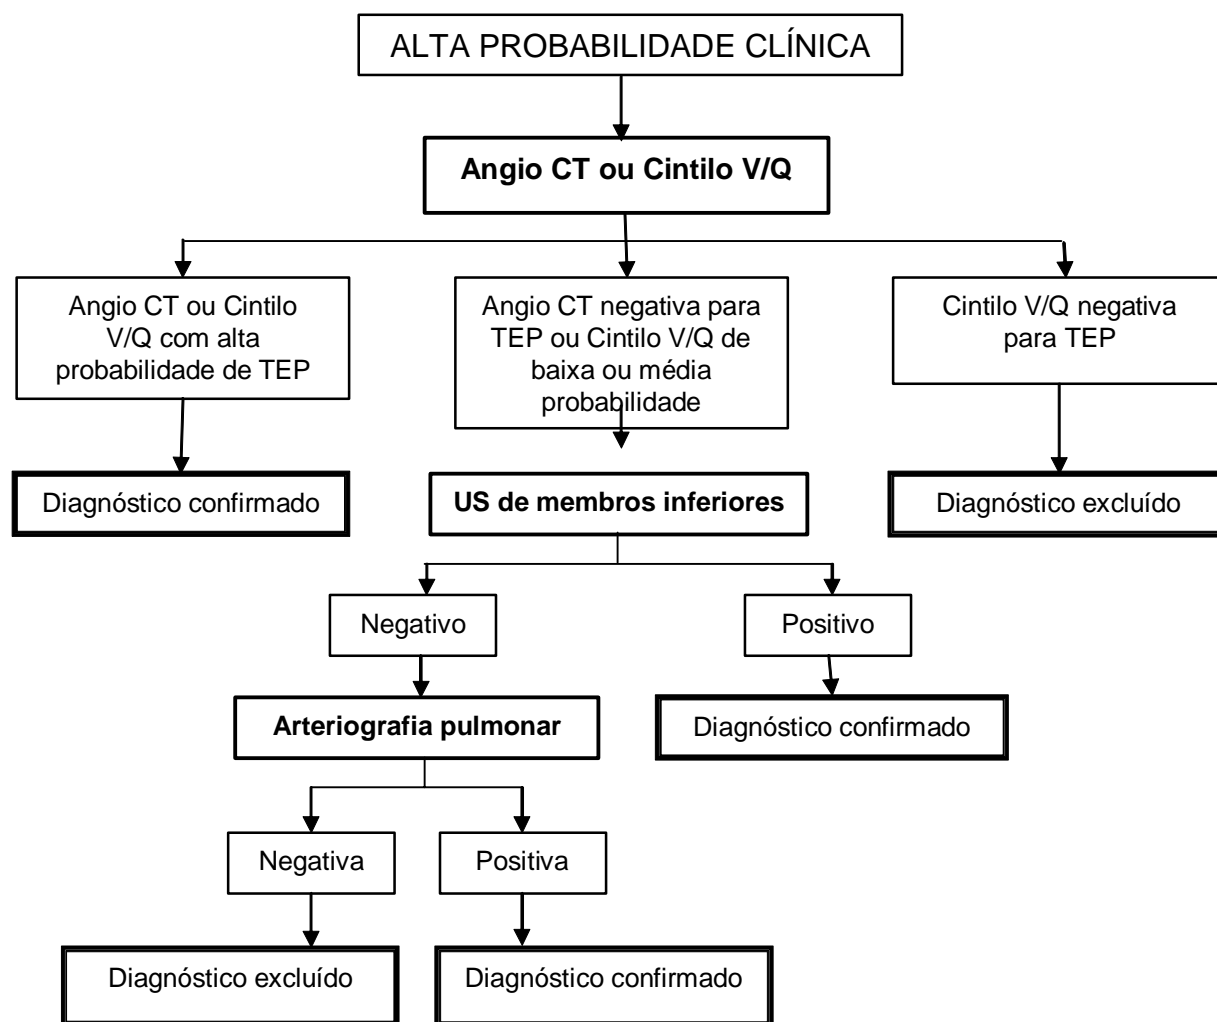 ALTA PROBABILIDADE CLÍNICA
Angio CT ou Cintilo V/Q
Angio CT ou Cintilo
V/Q com alta
probabilidade de TEP
Angio CT negativa para
TEP ou Cintilo V/Q de
baixa ou média
probabilidade
Cintilo V/Q negativa
para TEP
Diagnóstico confirmado
US de membros inferiores
Diagnóstico excluído
Negativo
Positivo
Arteriografia pulmonar
Diagnóstico confirmado
Negativa
Positiva
Diagnóstico excluído
Diagnóstico confirmado